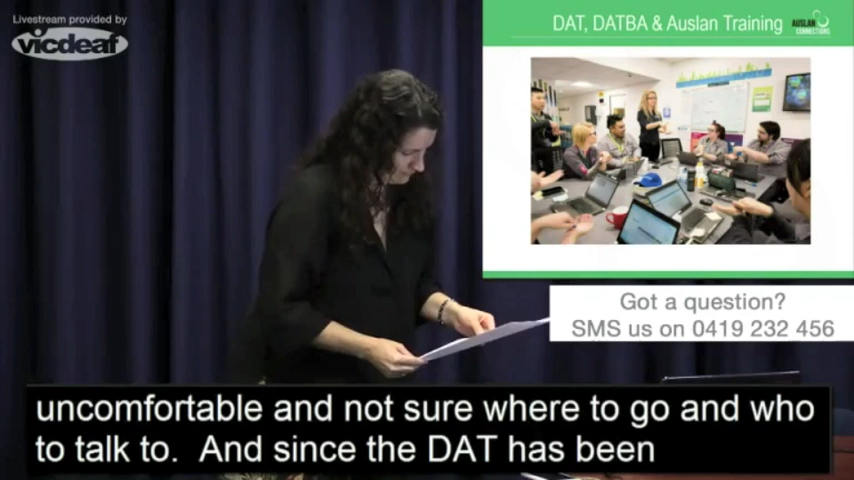 Livestream provided by
vicdeaf
DAT, DATBA & Auslan Training
AUSLAN
CONNECTIONS
Got a question?
SMS us on 0419 232 456
uncomfortable and not sure where to go and who
to talk to.  And since the DAT has been